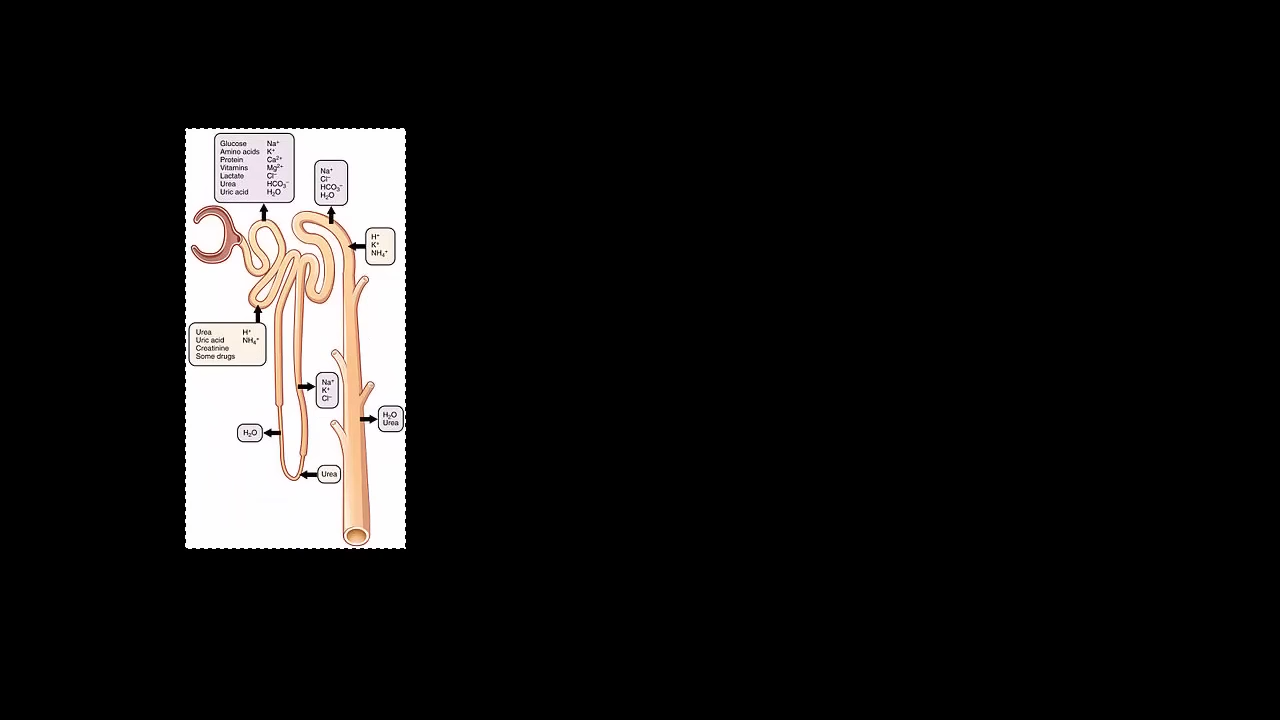 Glucose Na⁺
Amino acids K⁺
Protein Ca²⁺
Vitamins Mg²⁺
Lactate Cl⁻
Urea HCO₃⁻
Uric acid H₂O
Na⁺
Cl⁻
HCO₃⁻
H₂O
H⁺
K⁺
NH₄⁺
Urea H⁺
Uric acid NH₄⁺
Creatinine
Some drugs
Na⁺
K⁺
Cl⁻
H₂O
Urea
H₂O
Urea